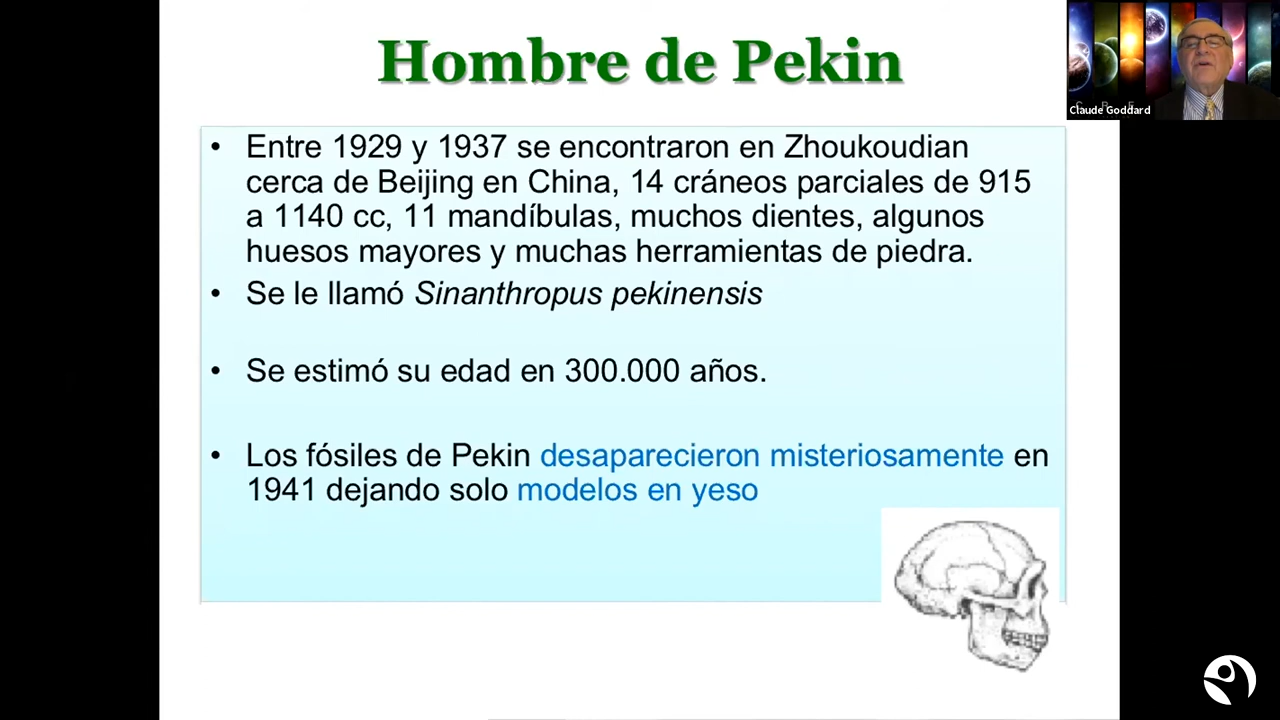 Hombre de Pekin
Claude Goddard
• Entre 1929 y 1937 se encontraron en Zhoukoudian
cerca de Beijing en China, 14 cráneos parciales de 915
a 1140 cc, 11 mandíbulas, muchos dientes, algunos
huesos mayores y muchas herramientas de piedra.
• Se le llamó Sinanthropus pekinensis
• Se estimó su edad en 300.000 años.
• Los fósiles de Pekin desaparecieron misteriosamente en
1941 dejando solo modelos en yeso